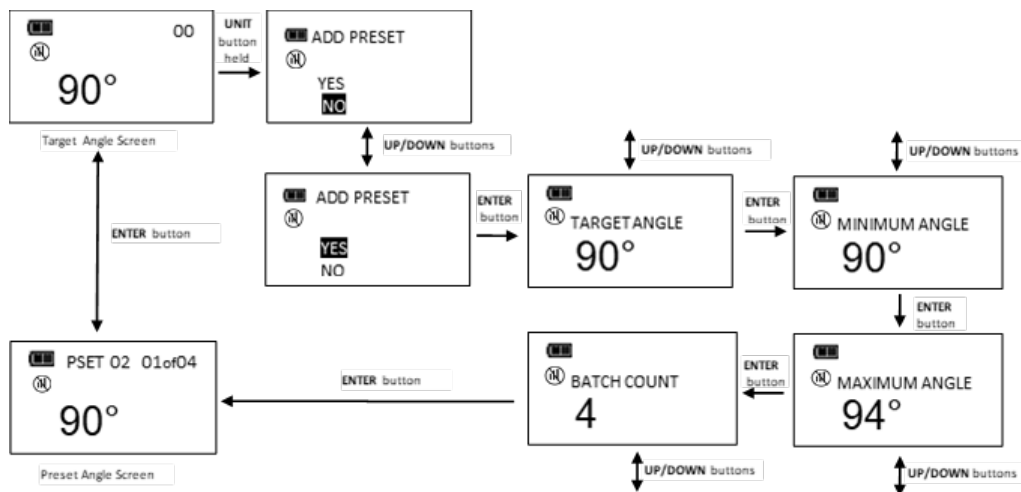 00
90°
Target Angle Screen
UNIT
button
held
ADD PRESET
YES
NO
UP/DOWN buttons
ADD PRESET
YES
NO
ENTER
button
UP/DOWN buttons
TARGET ANGLE
90°
ENTER
button
UP/DOWN buttons
MINIMUM ANGLE
90°
ENTER
button
MAXIMUM ANGLE
94°
UP/DOWN buttons
ENTER
button
BATCH COUNT
4
UP/DOWN buttons
ENTER button
PSET 02 01of04
90°
Preset Angle Screen
ENTER button